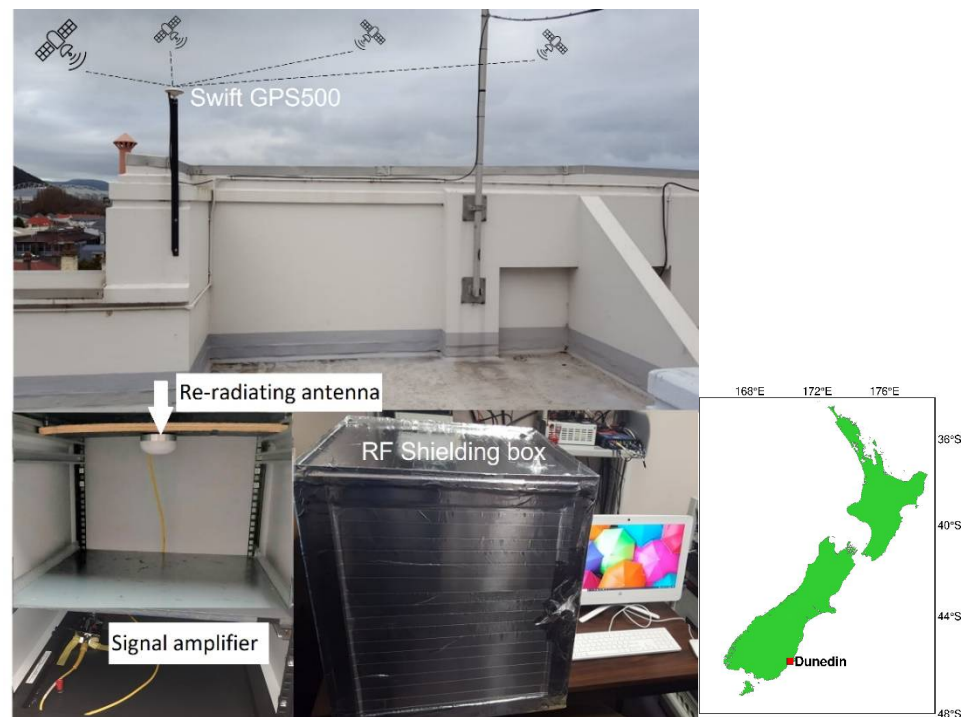 Swift GPS500
Re-radiating antenna
RF Shielding box
Signal amplifier
168°E 172°E 176°E
36°S
40°S
44°S
Dunedin
48°S